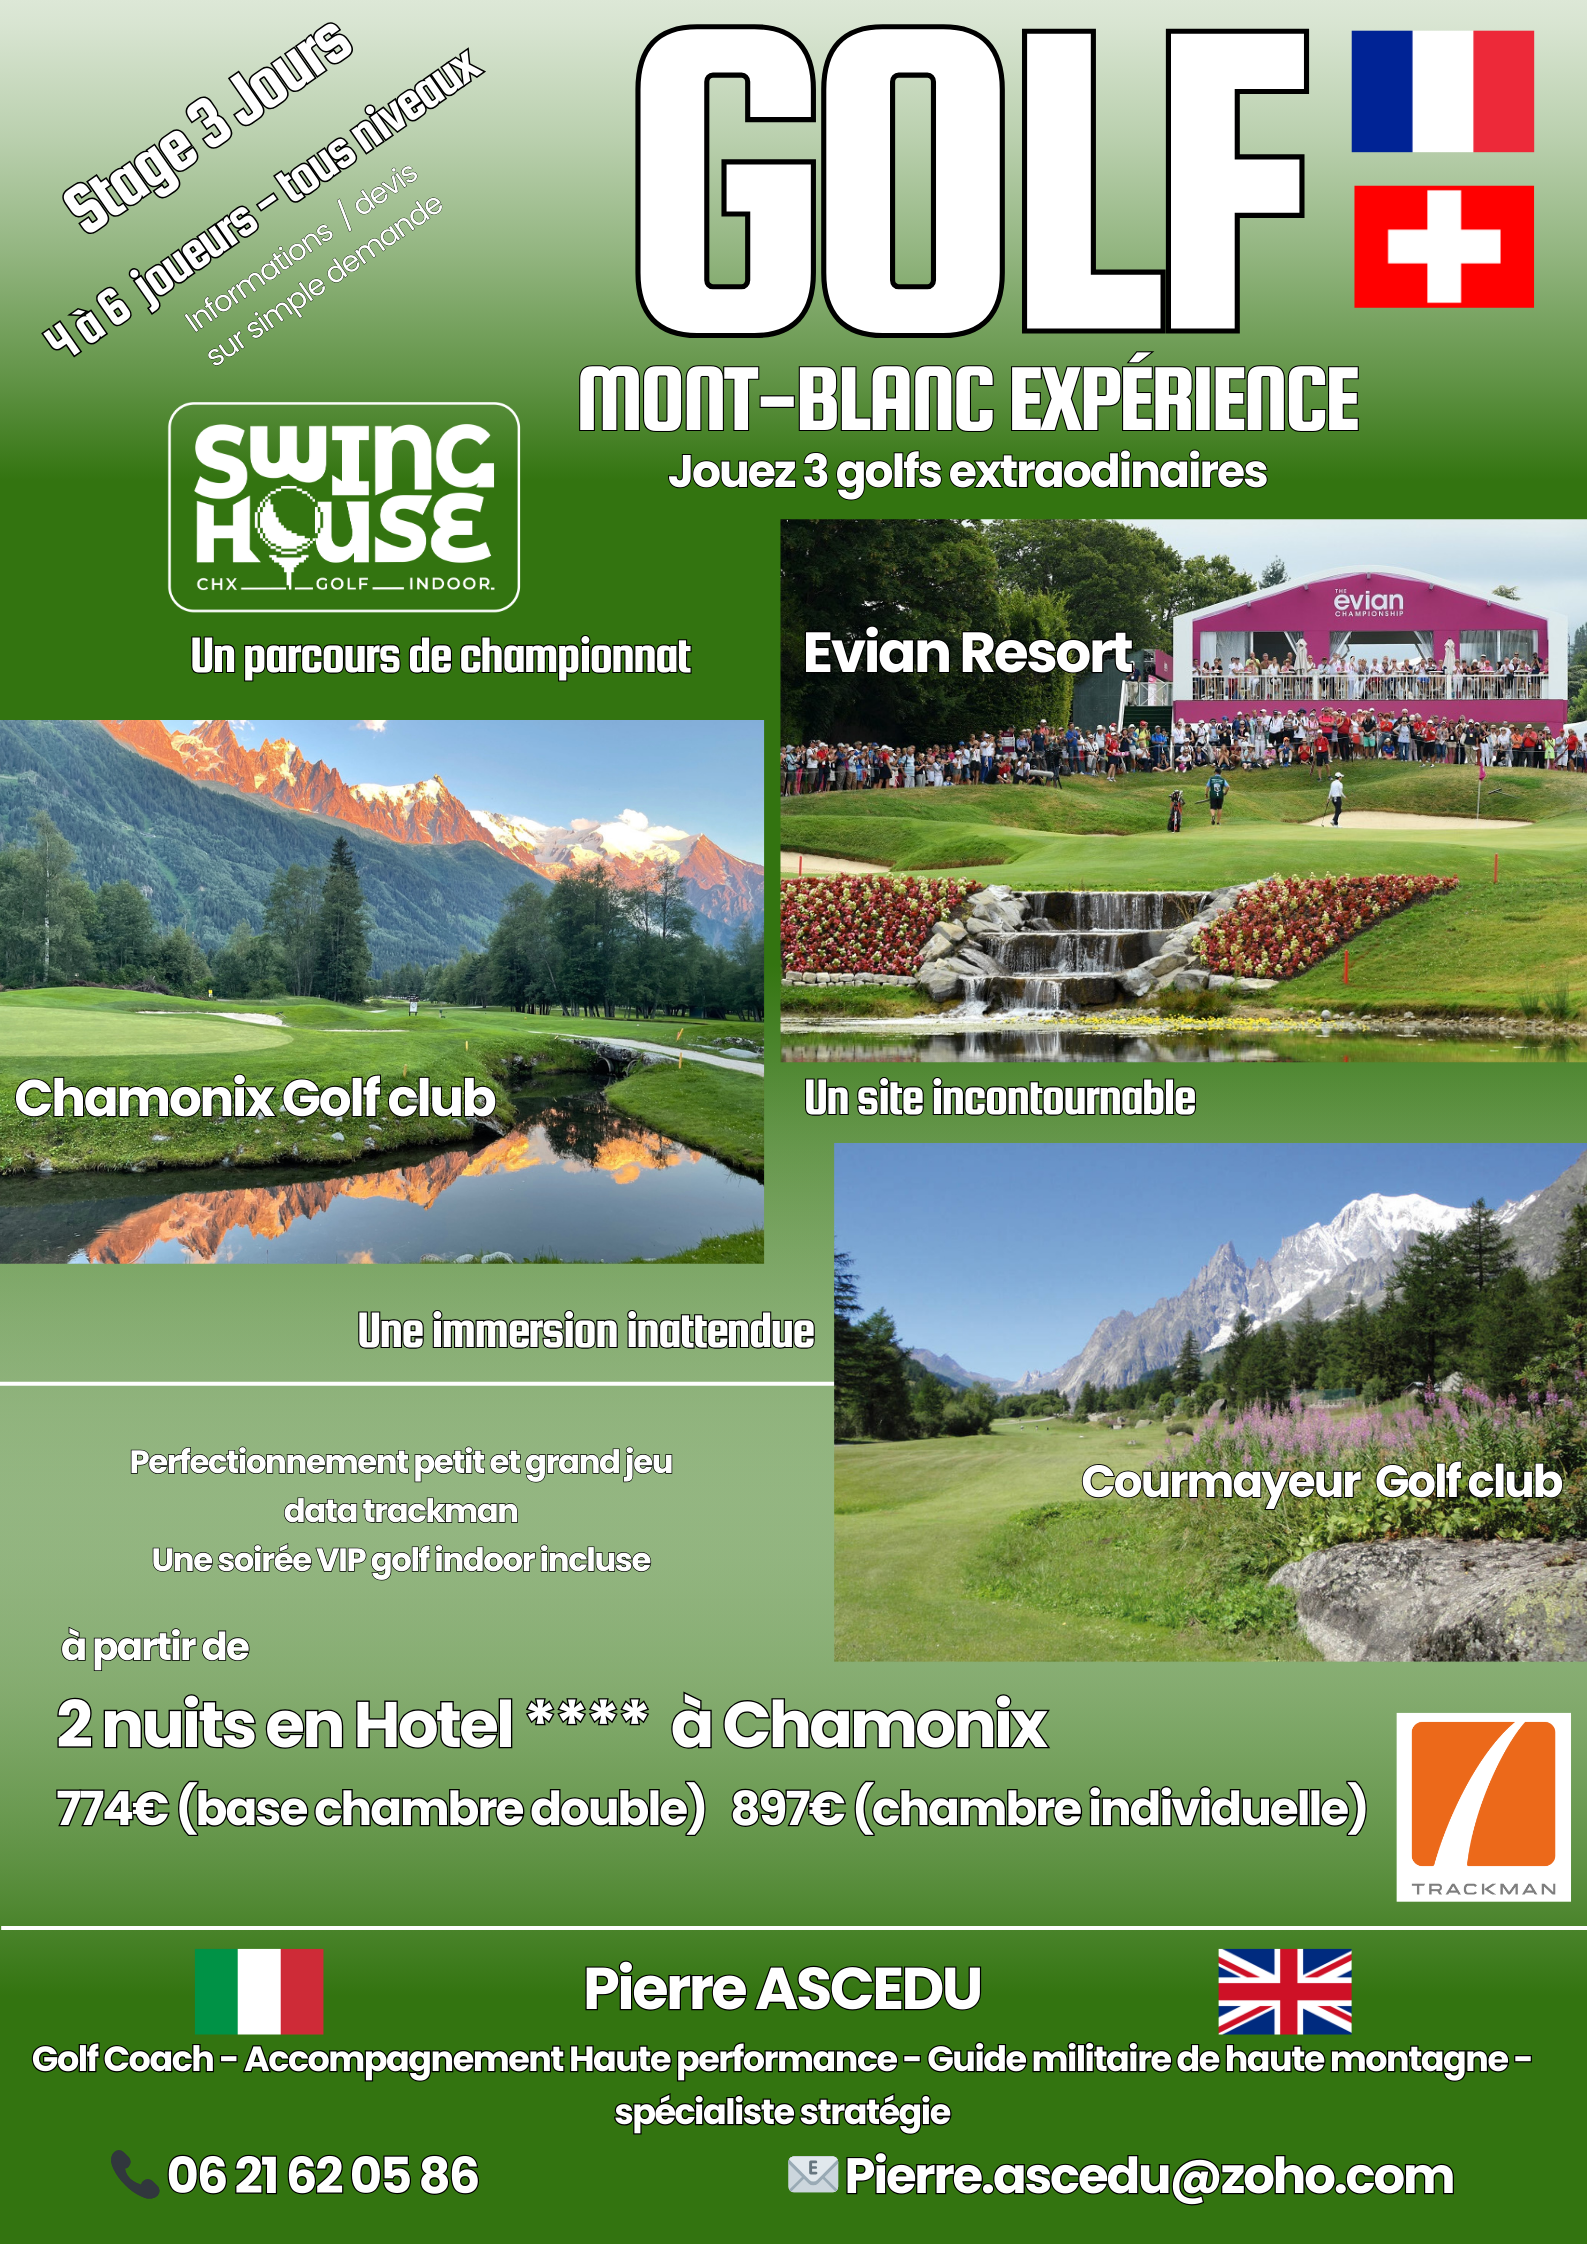 Stage 3 Jours
4 à 6 joueurs - tous niveaux
Informations / devis
sur simple demande
GOLF
MONT-BLANC EXPÉRIENCE
Jouez 3 golfs extraodinaires
SWING
HOUSE
CHX GOLF INDOOR
Un parcours de championnat
THE
evian
CHAMPIONSHIP
Evian Resort
Chamonix Golf club
Un site incontournable
Une immersion inattendue
Courmayeur Golf club
Perfectionnement petit et grand jeu
data trackman
Une soirée VIP golf indoor incluse
à partir de
2 nuits en Hotel **** à Chamonix
774€ (base chambre double) 897€ (chambre individuelle)
TRACKMAN
Pierre ASCEDU
Golf Coach - Accompagnement Haute performance - Guide militaire de haute montagne -
spécialiste stratégie
06 21 62 05 86
E
Pierre.ascedu@zoho.com